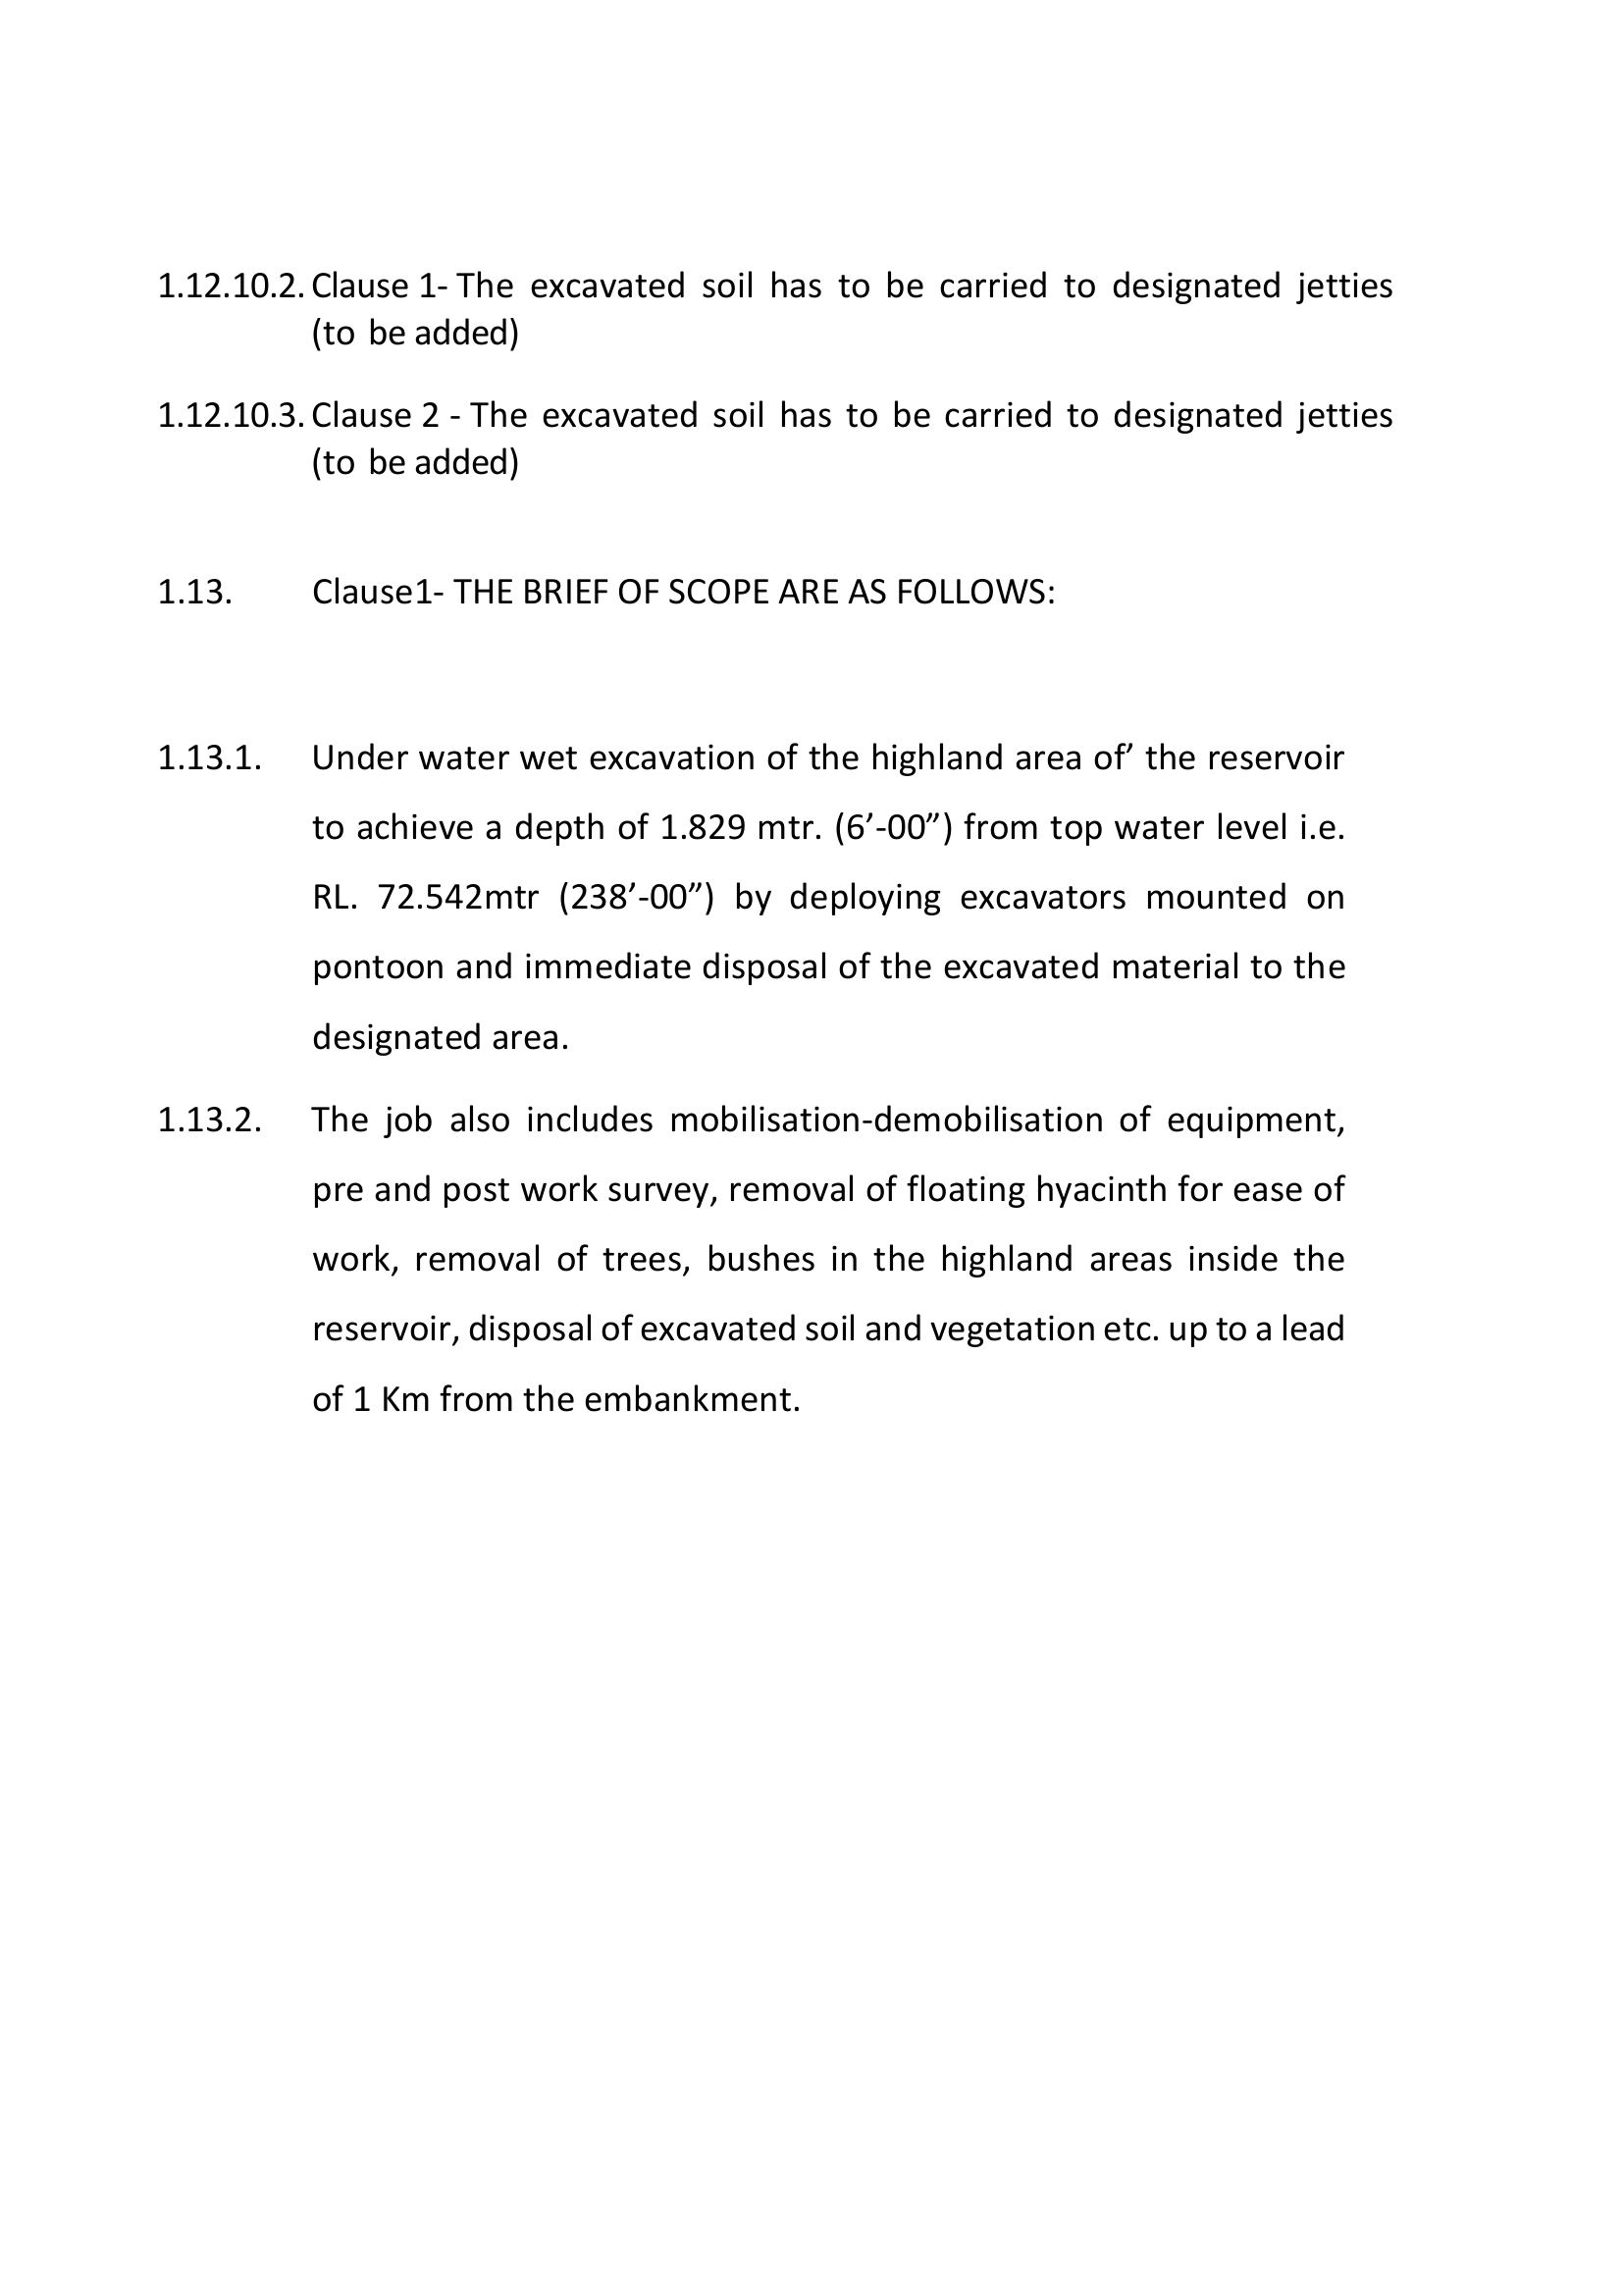 1.12.10.2. Clause 1- The excavated soil has to be carried to designated jetties
(to be added)
1.12.10.3. Clause 2 - The excavated soil has to be carried to designated jetties
(to be added)
1.13. Clause1- THE BRIEF OF SCOPE ARE AS FOLLOWS:
1.13.1. Under water wet excavation of the highland area of’ the reservoir
to achieve a depth of 1.829 mtr. (6’-00”) from top water level i.e.
RL. 72.542mtr (238’-00”) by deploying excavators mounted on
pontoon and immediate disposal of the excavated material to the
designated area.
1.13.2. The job also includes mobilisation-demobilisation of equipment,
pre and post work survey, removal of floating hyacinth for ease of
work, removal of trees, bushes in the highland areas inside the
reservoir, disposal of excavated soil and vegetation etc. up to a lead
of 1 Km from the embankment.